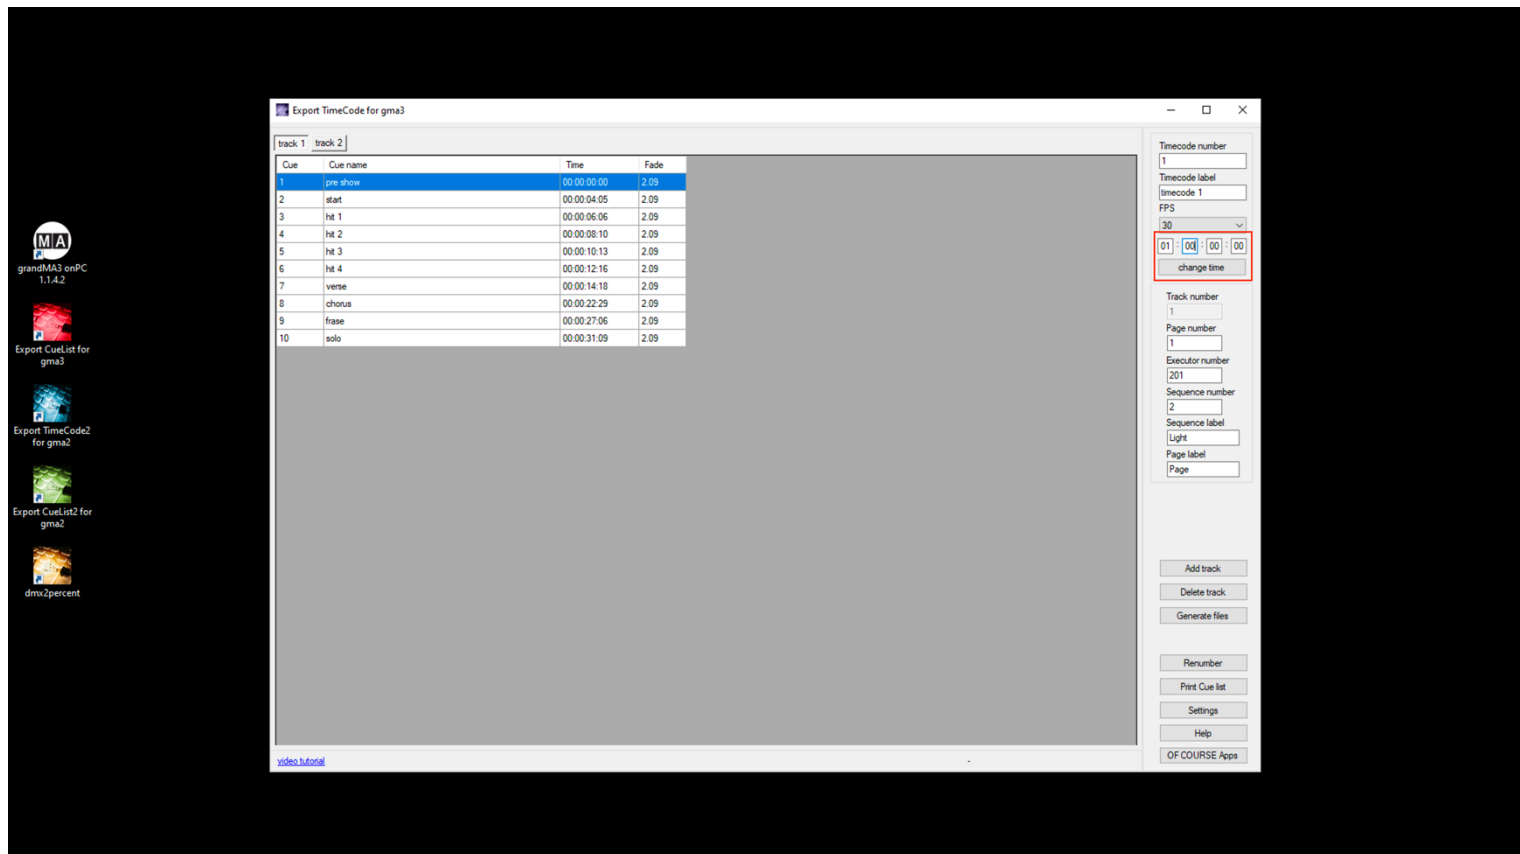 Export TimeCode for gma3
track 1 track 2
Cue Cue name Time Fade
1 pre show 00:00:00:00 2.09
2 start 00:00:04:05 2.09
3 hit 1 00:00:06:06 2.09
4 hit 2 00:00:08:10 2.09
5 hit 3 00:00:10:13 2.09
6 hit 4 00:00:12:16 2.09
7 verse 00:00:14:18 2.09
8 chorus 00:00:22:29 2.09
9 frase 00:00:27:06 2.09
10 solo 00:00:31:09 2.09
video tutorial
-
Timecode number
1
Timecode label
timecode 1
FPS
30
01 : 00 : 00 : 00
change time
Track number
1
Page number
1
Executor number
201
Sequence number
2
Sequence label
Light
Page label
Page
Add track
Delete track
Generate files
Renumber
Print Cue list
Settings
Help
OF COURSE Apps
MA
grandMA3 onPC
1.1.4.2
Export CueList for
gma3
Export TimeCode2
for gma2
Export CueList2 for
gma2
dmx2percent